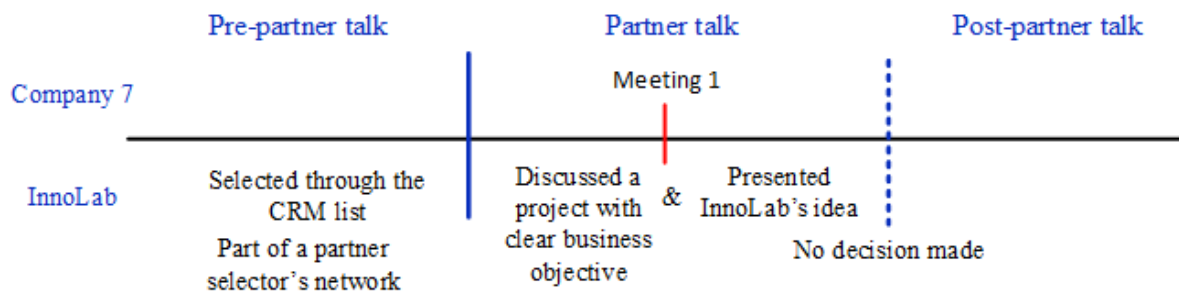 Pre-partner talk
Partner talk
Post-partner talk
Company 7
Meeting 1
InnoLab
Selected through the
CRM list
Part of a partner
selector's network
Discussed a
project with
clear business
objective
&
Presented
InnoLab's idea
No decision made